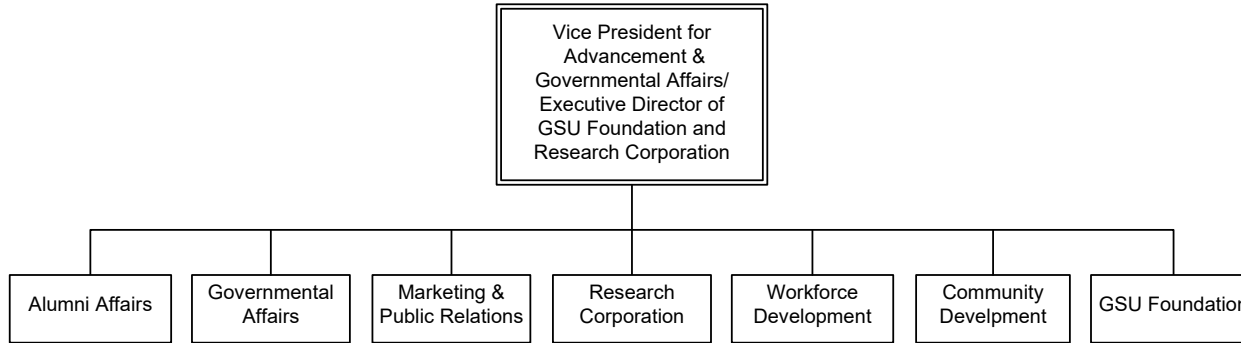 Vice President for
Advancement &
Governmental Affairs/
Executive Director of
GSU Foundation and
Research Corporation
Alumni Affairs
Governmental
Affairs
Marketing &
Public Relations
Research
Corporation
Workforce
Development
Community
Develpment
GSU Foundation